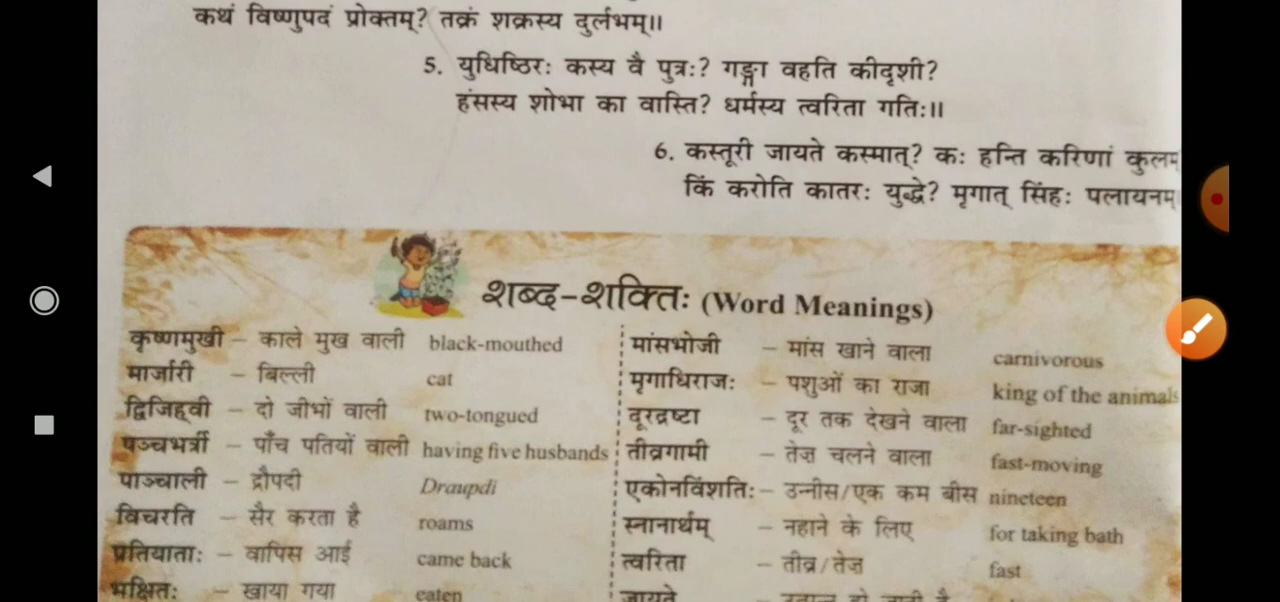 कथं विष्णुपदं प्रोक्तम्? तक्रं शक्रस्य दुर्लभम्॥
5. युधिष्ठिरः कस्य वै पुत्रः? गङ्गा वहति कीदृशी?
हंसस्य शोभा का वास्ति? धर्मस्य त्वरिता गतिः॥
6. कस्तूरी जायते कस्मात्? कः हन्ति करिणां कुलम्
किं करोति कातरः युद्धे? मृगात् सिंहः पलायनम्
शब्द-शक्तिः (Word Meanings)
कृष्णमुखी – काले मुख वाली black-mouthed
मार्जारी – बिल्ली cat
द्विजिह्वी – दो जीभों वाली two-tongued
पञ्चभर्त्री – पाँच पतियों वाली having five husbands
पाञ्चाली – द्रौपदी Draupdi
विचरति – सैर करता है roams
प्रतियाताः – वापिस आई came back
भक्षितः – खाया गया eaten
मांसभोजी – मांस खाने वाला carnivorous
मृगाधिराजः – पशुओं का राजा king of the animals
दूरद्रष्टा – दूर तक देखने वाला far-sighted
तीव्रगामी – तेज़ चलने वाला fast-moving
एकोनविंशतिः – उन्नीस/एक कम बीस nineteen
स्नानार्थम् – नहाने के लिए for taking bath
त्वरिता – तीव्र/तेज़ fast
जायते –